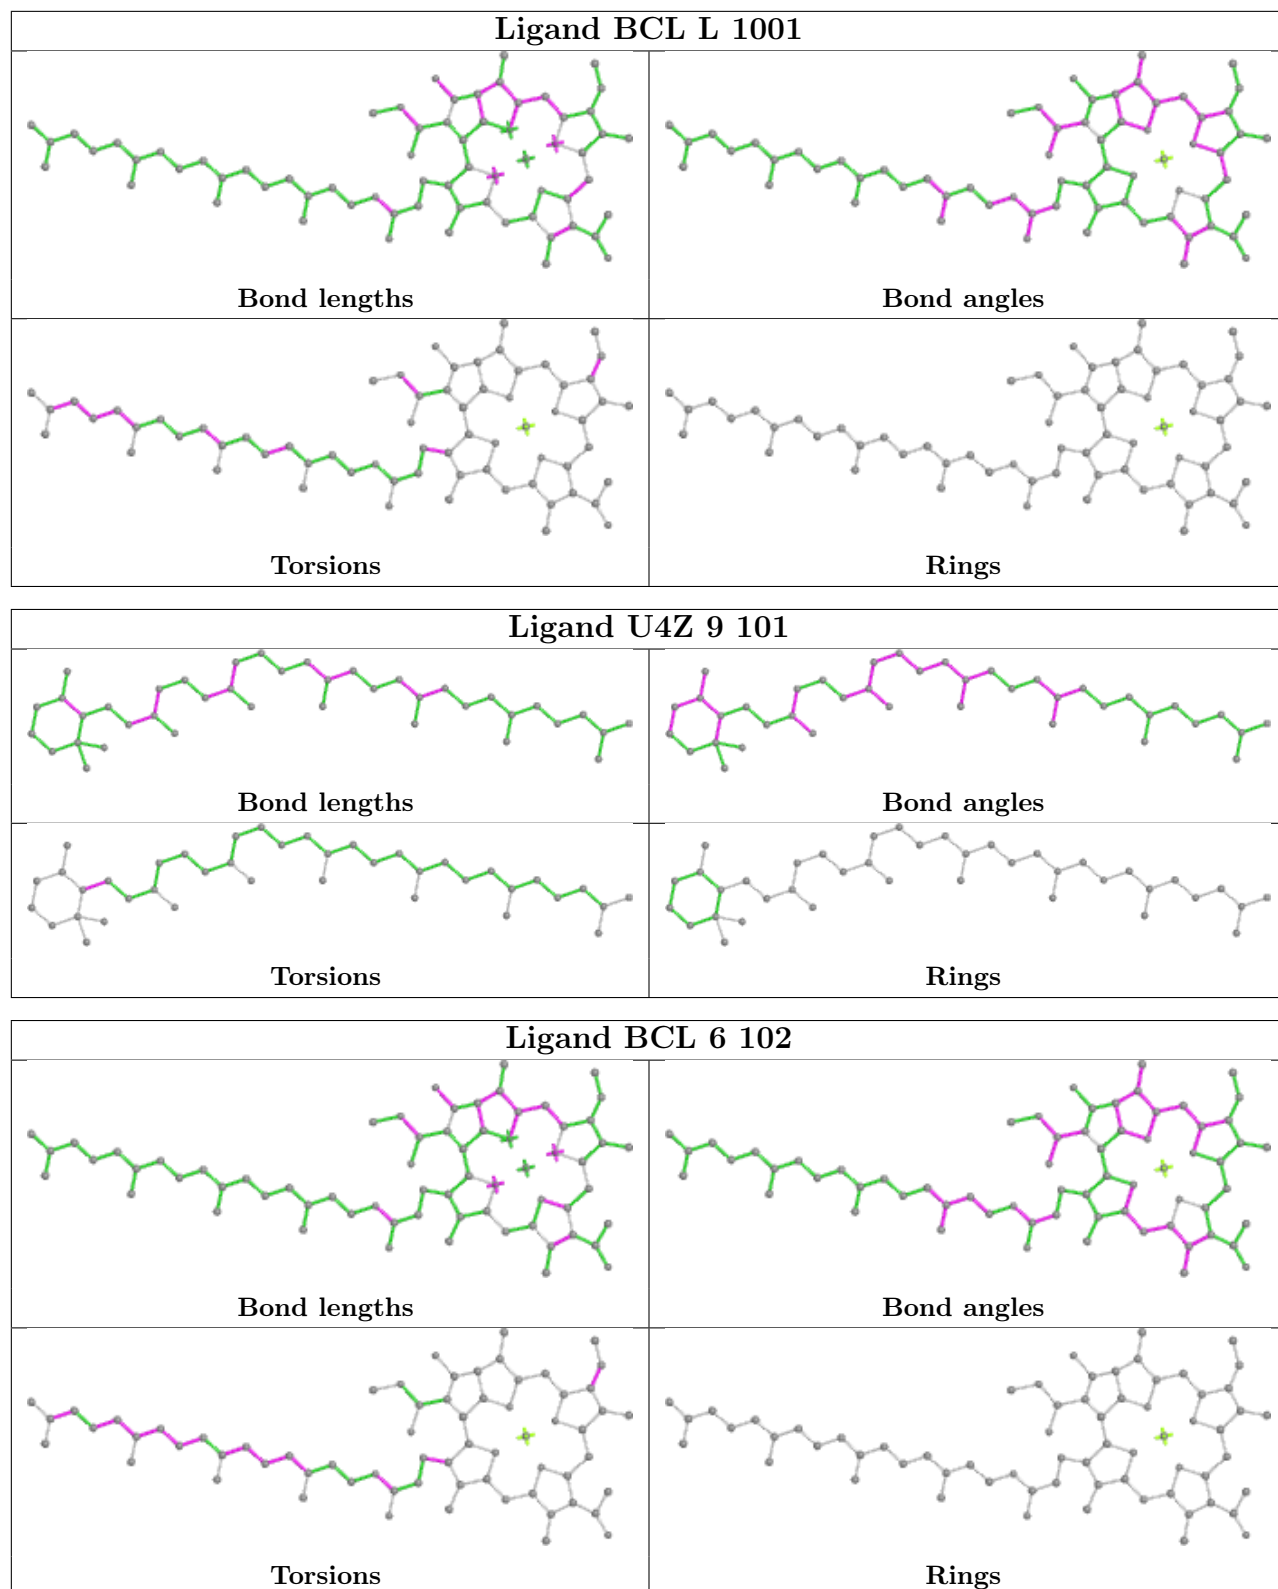 Ligand BCL L 1001
Bond lengths
Bond angles
Torsions
Rings
Ligand U4Z 9 101
Bond lengths
Bond angles
Torsions
Rings
Ligand BCL 6 102
Bond lengths
Bond angles
Torsions
Rings